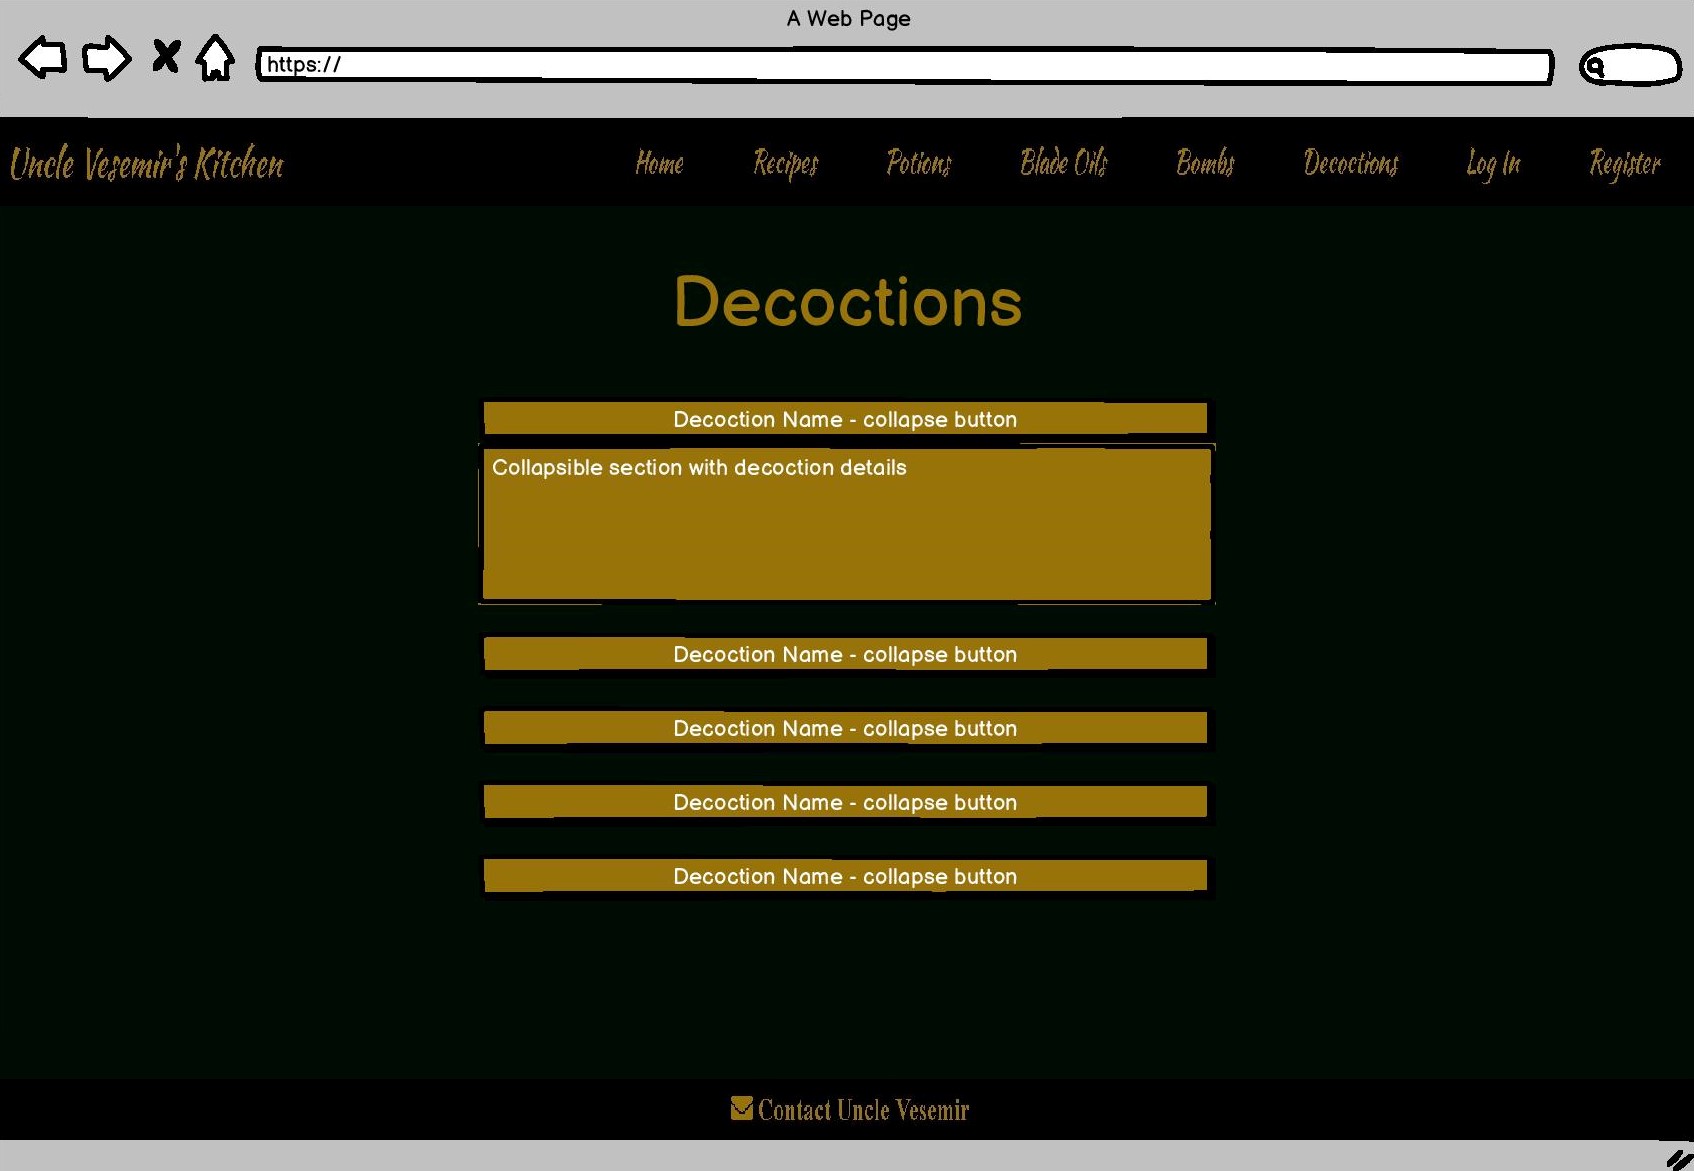 A Web Page
https://
Uncle Vesemir's Kitchen
Home Recipes Potions Blade Oils Bombs Decoctions Log In Register
Decoctions
Decoction Name - collapse button
Collapsible section with decoction details
Decoction Name - collapse button
Decoction Name - collapse button
Decoction Name - collapse button
Decoction Name - collapse button
Contact Uncle Vesemir